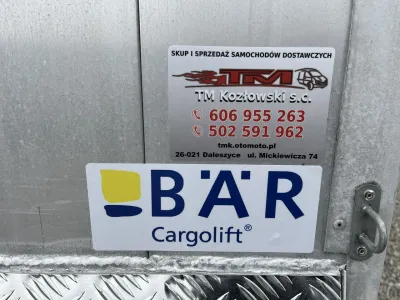 SKUP I SPRZEDAŻ SAMOCHODÓW DOSTAWCZYCH
TM
TM Kozłowski s.c.
606 955 263
502 591 962
tmk.otomoto.pl
26-021 Daleszyce ul. Mickiewicza 74
BÄR
Cargolift®